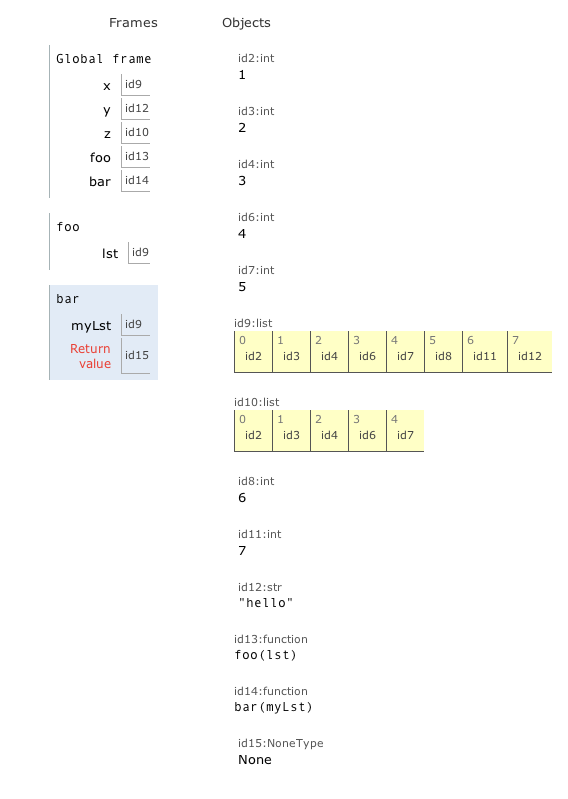 Frames
Objects
Global frame
x id9
y id12
z id10
foo id13
bar id14
foo
lst id9
bar
myLst id9
Return
value id15
id2:int
1
id3:int
2
id4:int
3
id6:int
4
id7:int
5
id9:list
0 1 2 3 4 5 6 7
id2 id3 id4 id6 id7 id8 id11 id12
id10:list
0 1 2 3 4
id2 id3 id4 id6 id7
id8:int
6
id11:int
7
id12:str
"hello"
id13:function
foo(lst)
id14:function
bar(myLst)
id15:NoneType
None